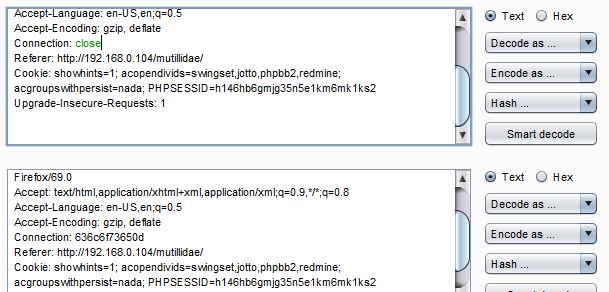 Accept-Language: en-US,en;q=0.5
Accept-Encoding: gzip, deflate
Connection: close
Referer: http://192.168.0.104/mutillidae/
Cookie: showhints=1; acopendivids=swingset,jotto,phpbb2,redmine;
acgroupswithpersist=nada; PHPSESSID=h146hb6gmjg35n5e1km6mk1ks2
Upgrade-Insecure-Requests: 1
Text Hex
Decode as ...
Encode as ...
Hash ...
Smart decode
Firefox/69.0
Accept: text/html,application/xhtml+xml,application/xml;q=0.9,*/*;q=0.8
Accept-Language: en-US,en;q=0.5
Accept-Encoding: gzip, deflate
Connection: 636c6f73650d
Referer: http://192.168.0.104/mutillidae/
Cookie: showhints=1; acopendivids=swingset,jotto,phpbb2,redmine;
acgroupswithpersist=nada; PHPSESSID=h146hb6gmjg35n5e1km6mk1ks2
Text Hex
Decode as ...
Encode as ...
Hash ...